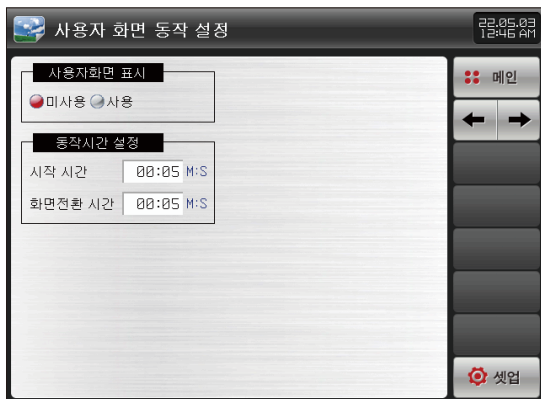 사용자 화면 동작 설정
22.05.03
12:46 AM
사용자화면 표시
미사용 사용
동작시간 설정
시작 시간 00:05 M:S
화면전환 시간 00:05 M:S
메인
셋업